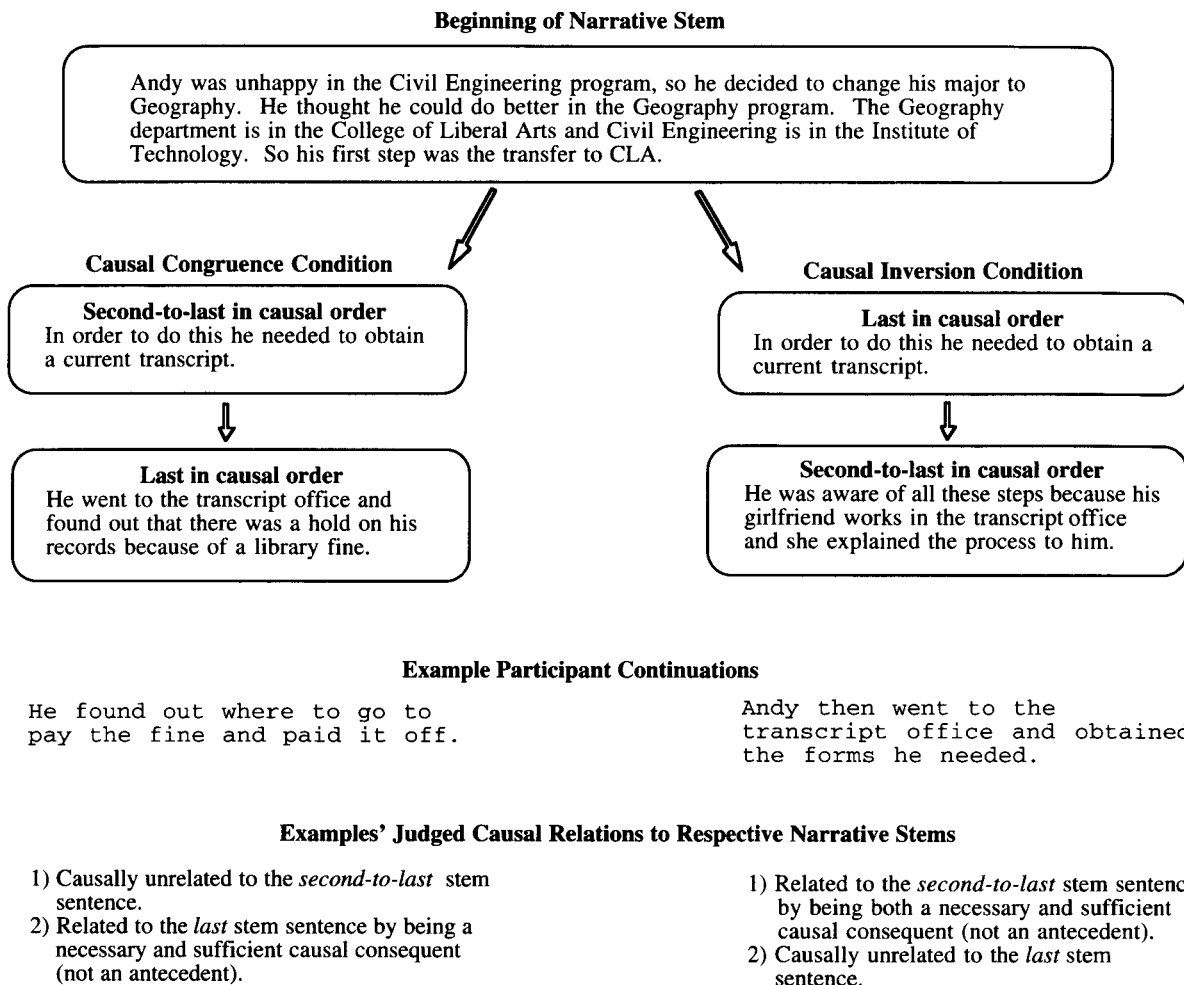 Beginning of Narrative Stem
Andy was unhappy in the Civil Engineering program, so he decided to change his major to
Geography. He thought he could do better in the Geography program. The Geography
department is in the College of Liberal Arts and Civil Engineering is in the Institute of
Technology. So his first step was the transfer to CLA.
Causal Congruence Condition
Second-to-last in causal order
In order to do this he needed to obtain
a current transcript.
Last in causal order
He went to the transcript office and
found out that there was a hold on his
records because of a library fine.
Causal Inversion Condition
Last in causal order
In order to do this he needed to obtain a
current transcript.
Second-to-last in causal order
He was aware of all these steps because his
girlfriend works in the transcript office
and she explained the process to him.
Example Participant Continuations
He found out where to go to
pay the fine and paid it off.
Andy then went to the
transcript office and obtained
the forms he needed.
Examples' Judged Causal Relations to Respective Narrative Stems
1) Causally unrelated to the second-to-last stem
sentence.
2) Related to the last stem sentence by being a
necessary and sufficient causal consequent
(not an antecedent).
1) Related to the second-to-last stem sentenc
by being both a necessary and sufficient
causal consequent (not an antecedent).
2) Causally unrelated to the last stem
sentence.